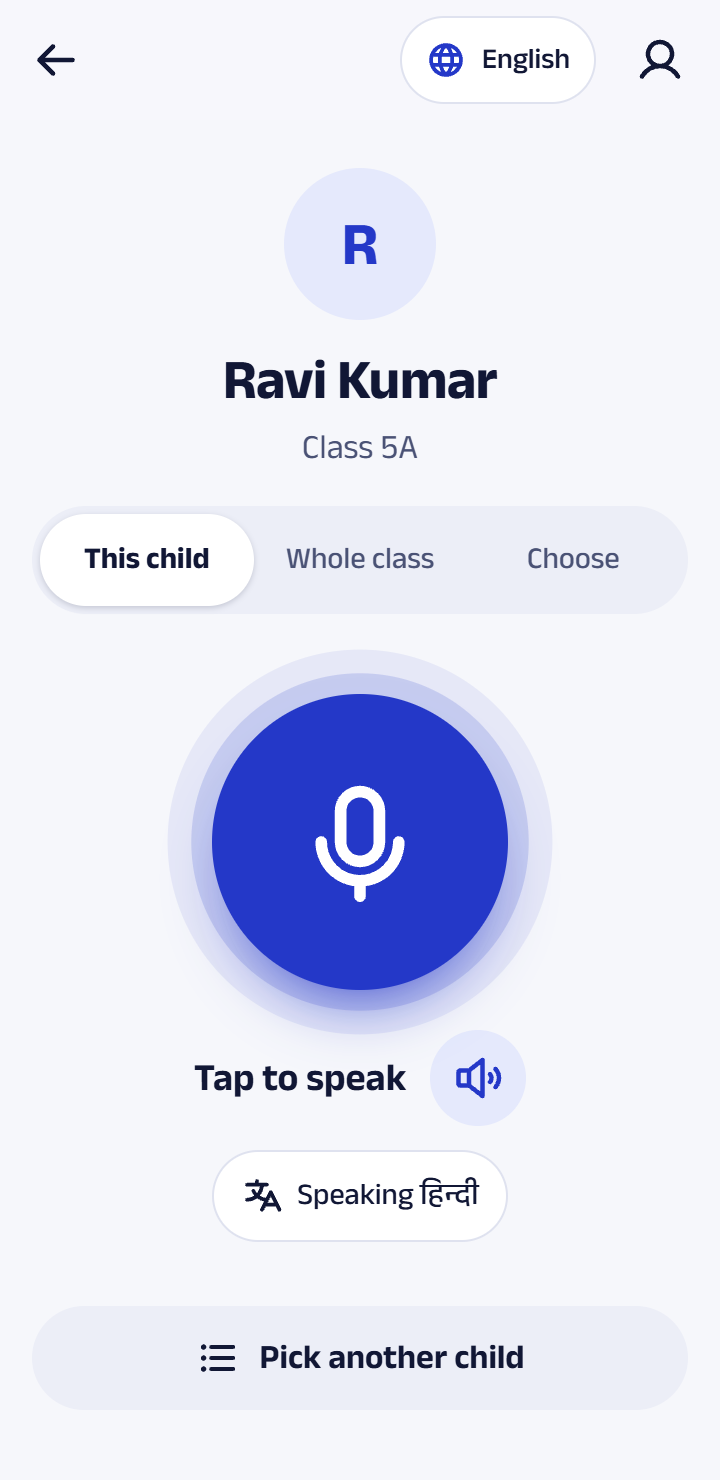 English
R
Ravi Kumar
Class 5A
This child
Whole class
Choose
Tap to speak
Speaking हिन्दी
Pick another child